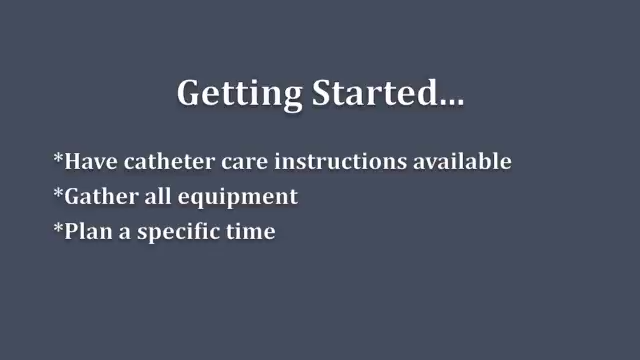 Getting Started...
*Have catheter care instructions available
*Gather all equipment
*Plan a specific time